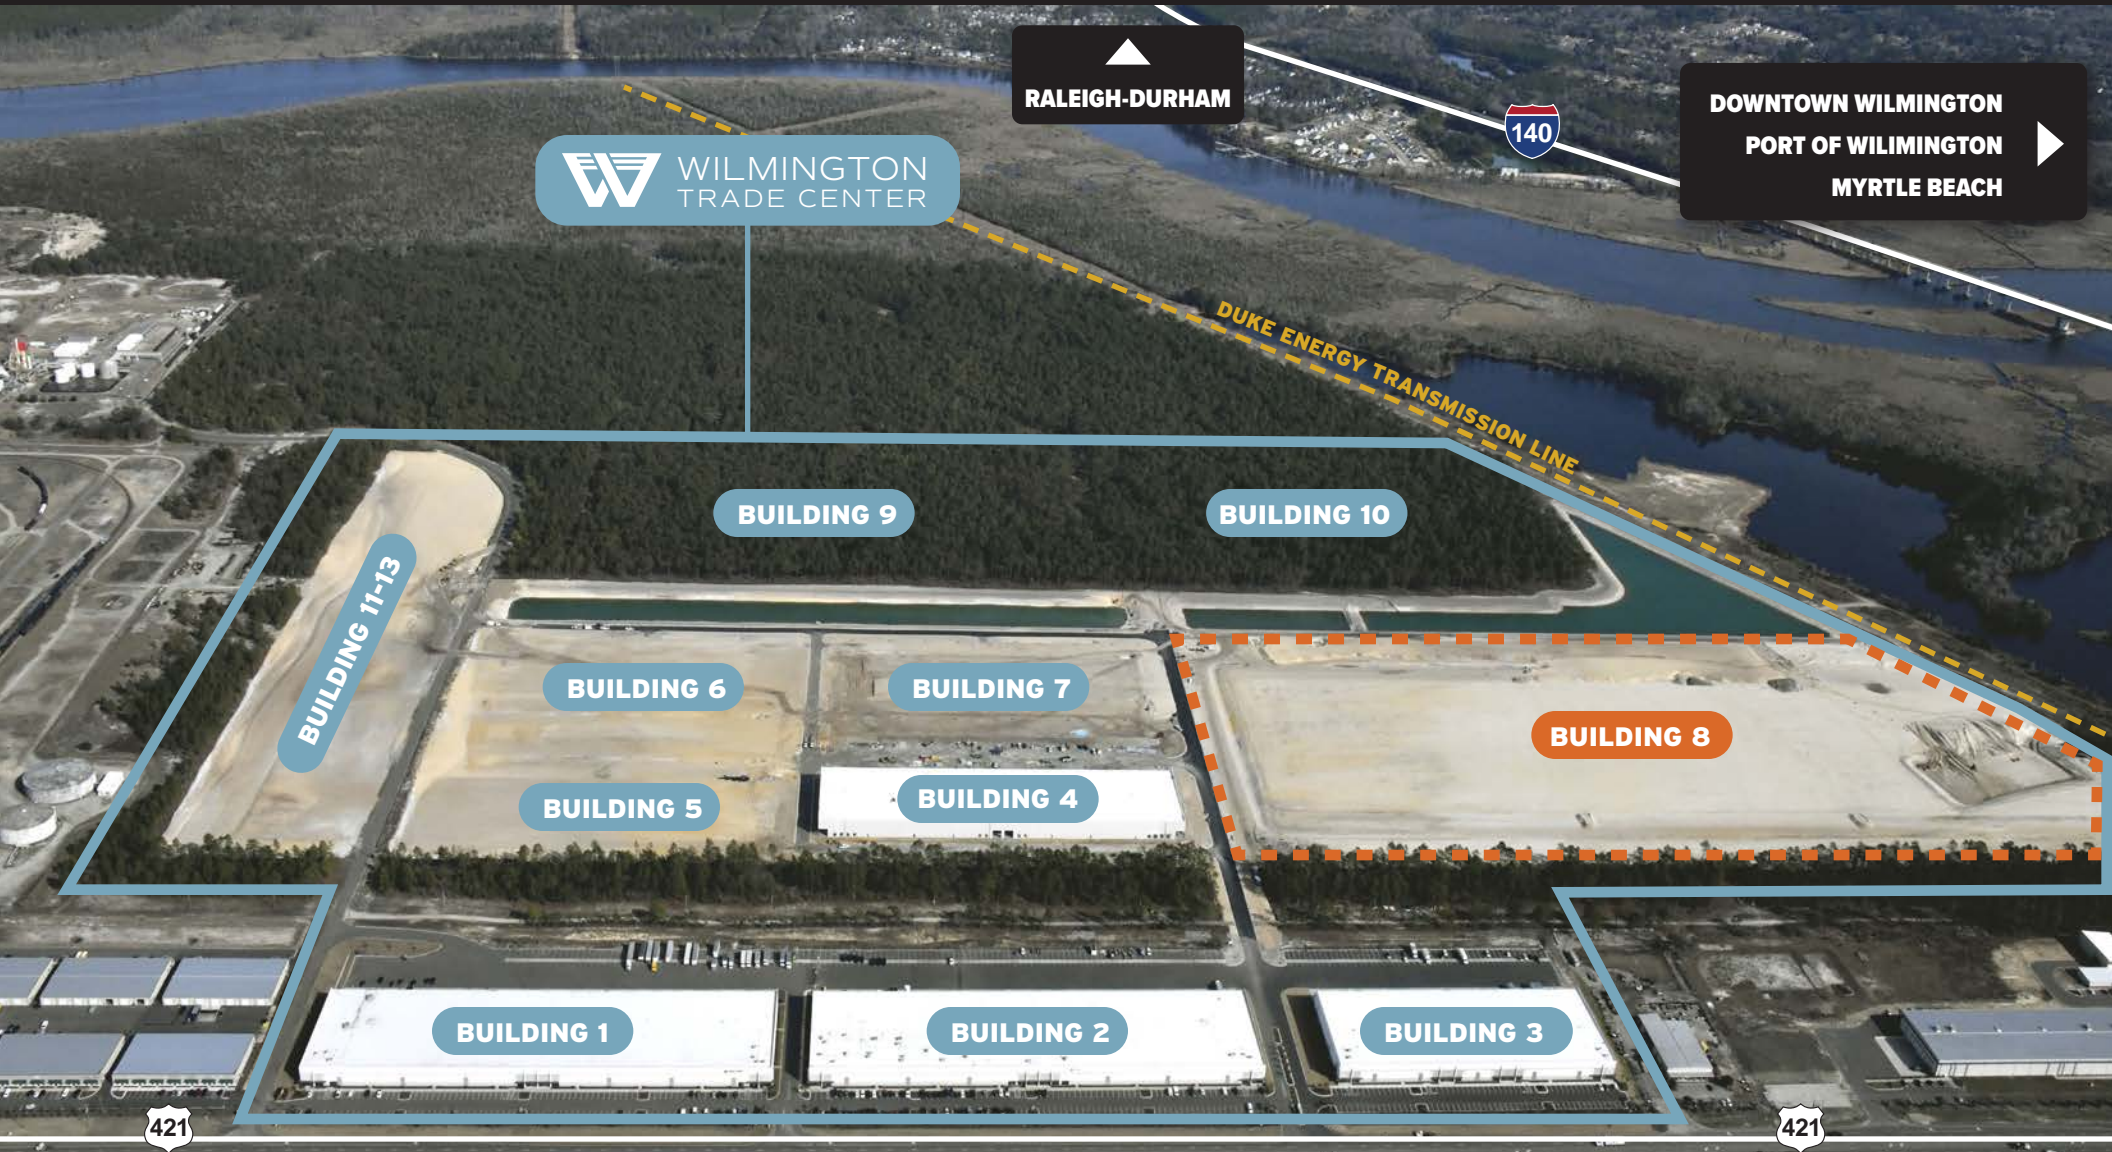 RALEIGH-DURHAM
140
DOWNTOWN WILMINGTON
PORT OF WILIMINGTON
MYRTLE BEACH
WILMINGTON
TRADE CENTER
DUKE ENERGY TRANSMISSION LINE
BUILDING 9
BUILDING 10
BUILDING 11-13
BUILDING 6
BUILDING 7
BUILDING 8
BUILDING 5
BUILDING 4
BUILDING 1
BUILDING 2
BUILDING 3
421
421